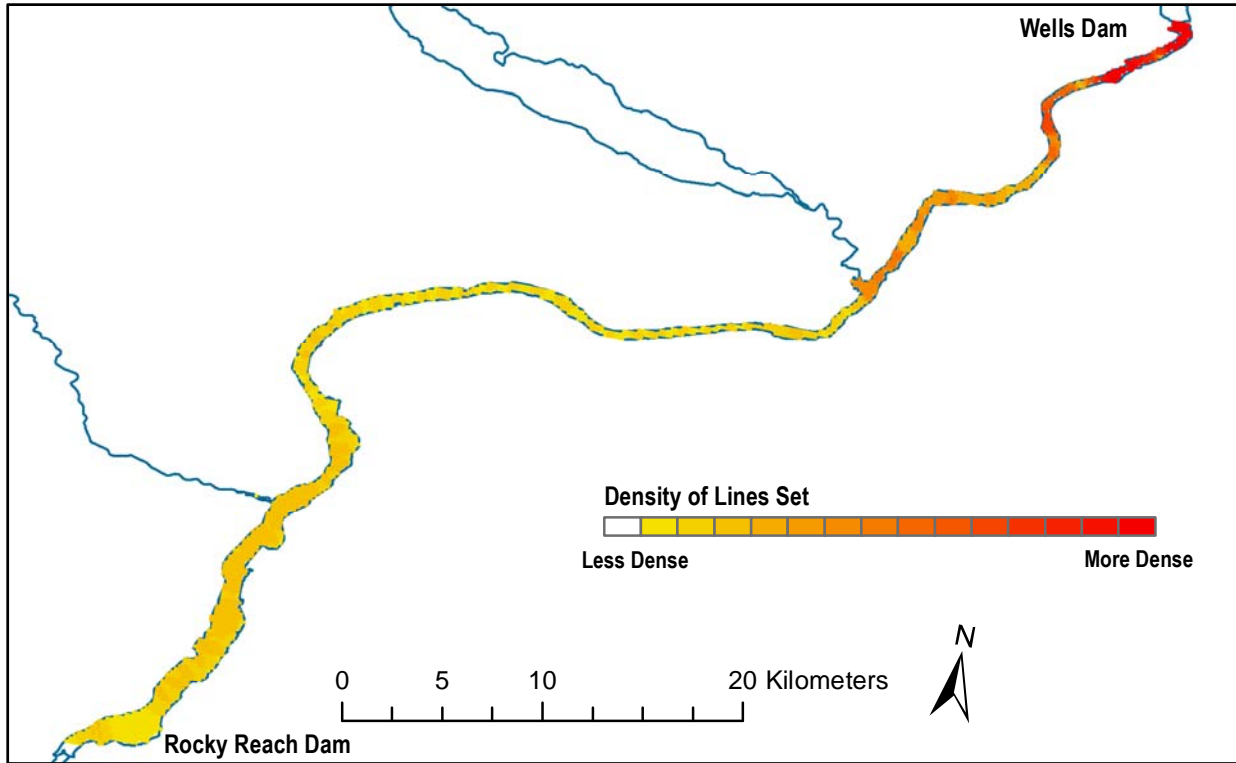 Wells Dam
Density of Lines Set
Less Dense
More Dense
N
0
5
10
20 Kilometers
Rocky Reach Dam